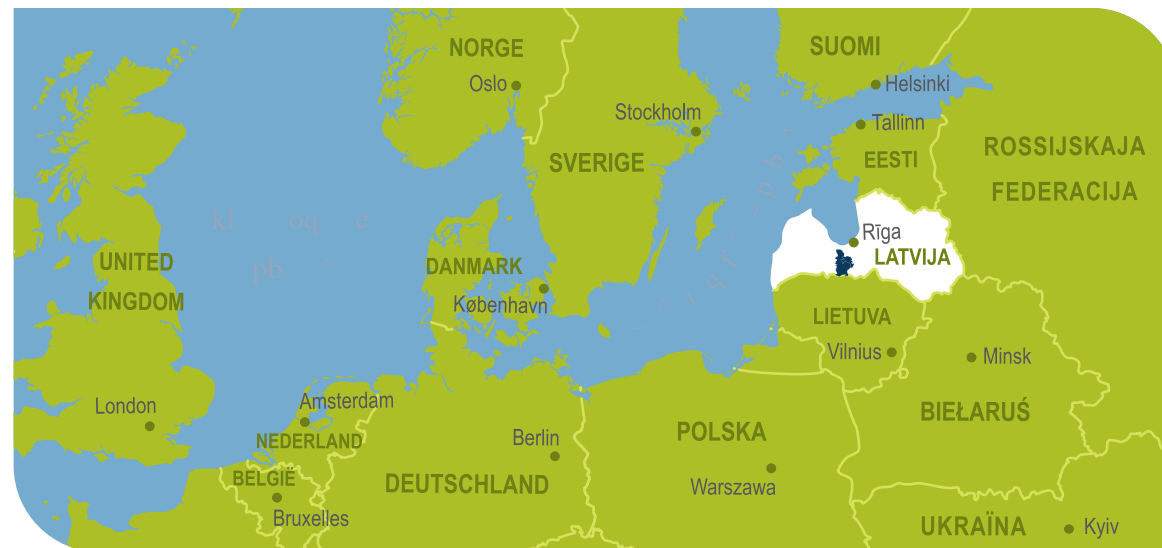 NORGE
Oslo
SUOMI
Helsinki
Stockholm
Tallinn
SVERIGE
EESTI
ROSSIJSKAJA
FEDERACIJA
Rīga
LATVIJA
UNITED
KINGDOM
DANMARK
København
LIETUVA
Vilnius
Minsk
London
Amsterdam
NEDERLAND
BIEŁARUŚ
POLSKA
Berlin
BELGIË
DEUTSCHLAND
Warszawa
Bruxelles
UKRAÏNA
Kyiv